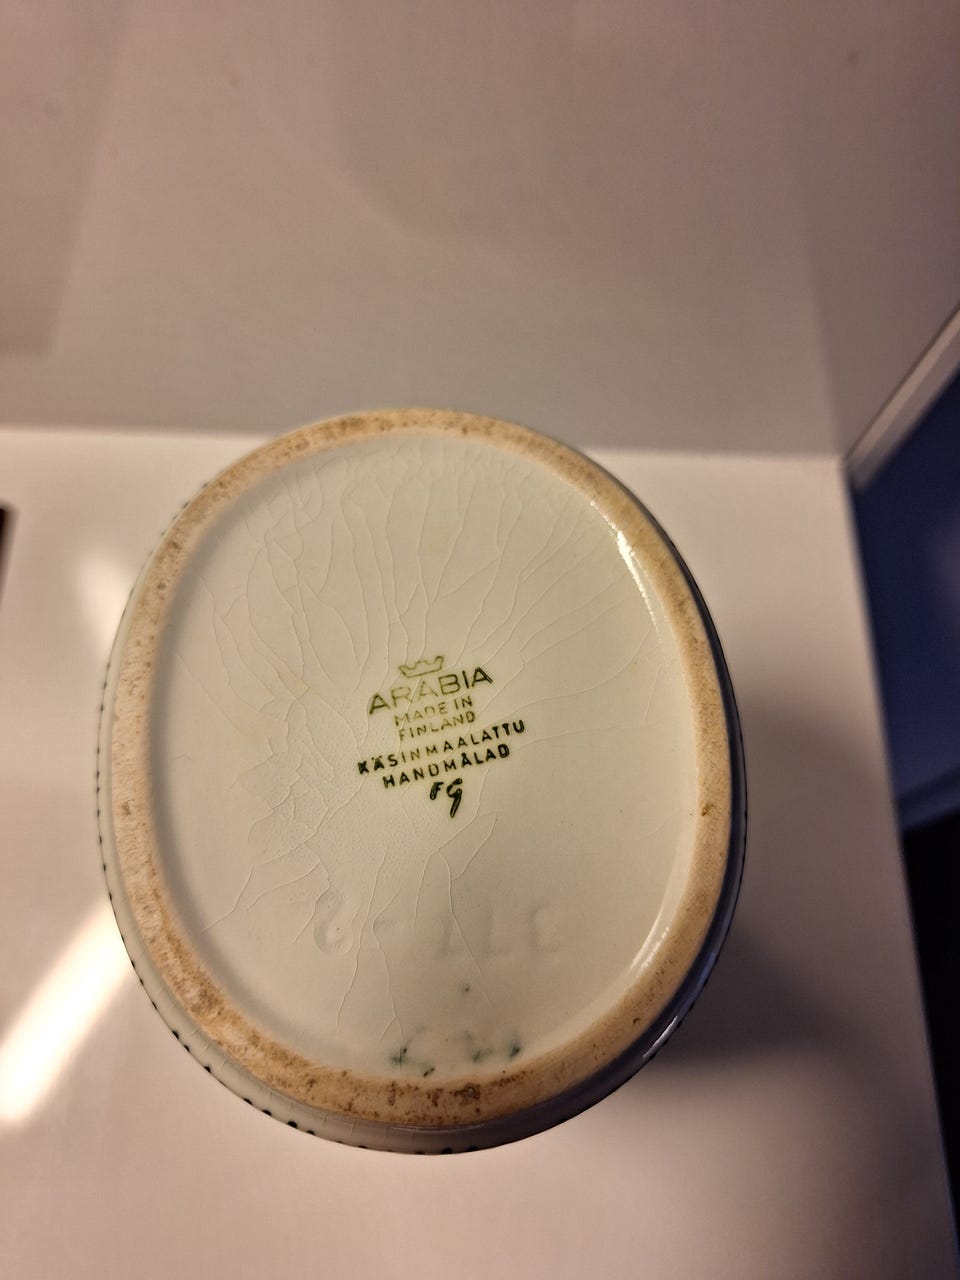 ARABIA
MADE IN
FINLAND
KÄSINMAALATTU
HANDMÅLAD
FG